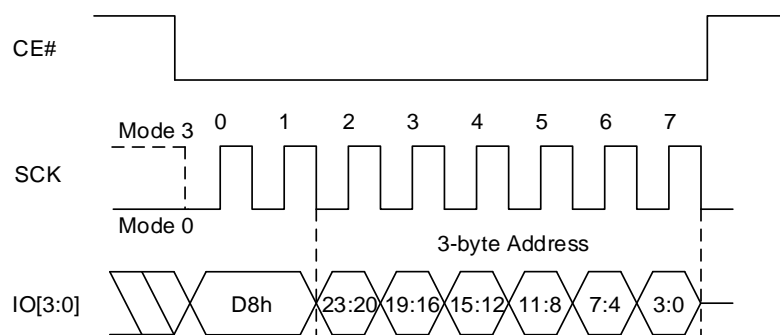 CE#
Mode 3 0 1 2 3 4 5 6 7
SCK
Mode 0
3-byte Address
IO[3:0] D8h 23:20 19:16 15:12 11:8 7:4 3:0